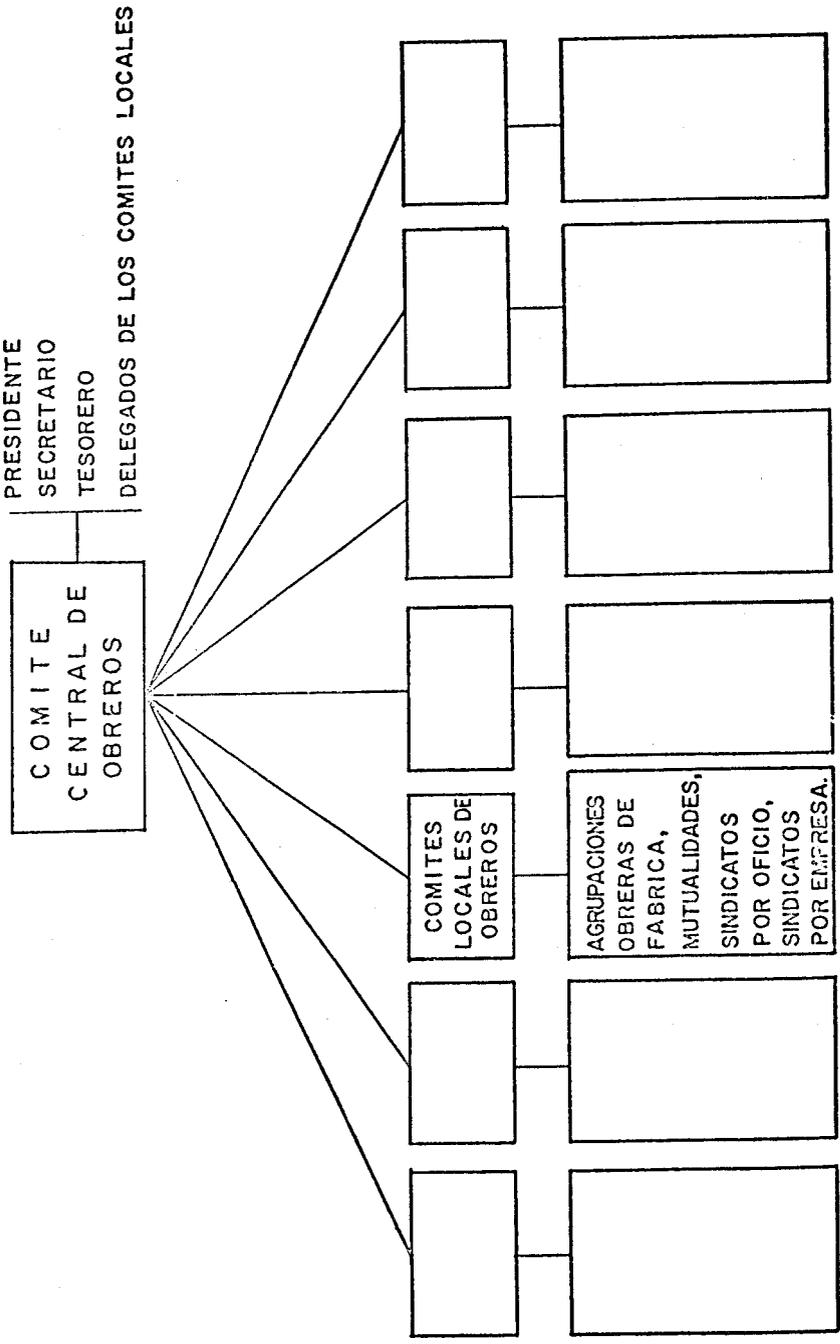 COMITE
CENTRAL DE
OBREROS
PRESIDENTE
SECRETARIO
TESORERO
DELEGADOS DE LOS COMITES LOCALES
COMITES
LOCALES DE
OBREROS
AGRUPACIONES
OBRERAS DE
FABRICA,
MUTUALIDADES,
SINDICATOS
POR OFICIO,
SINDICATOS
POR EMPRESA.